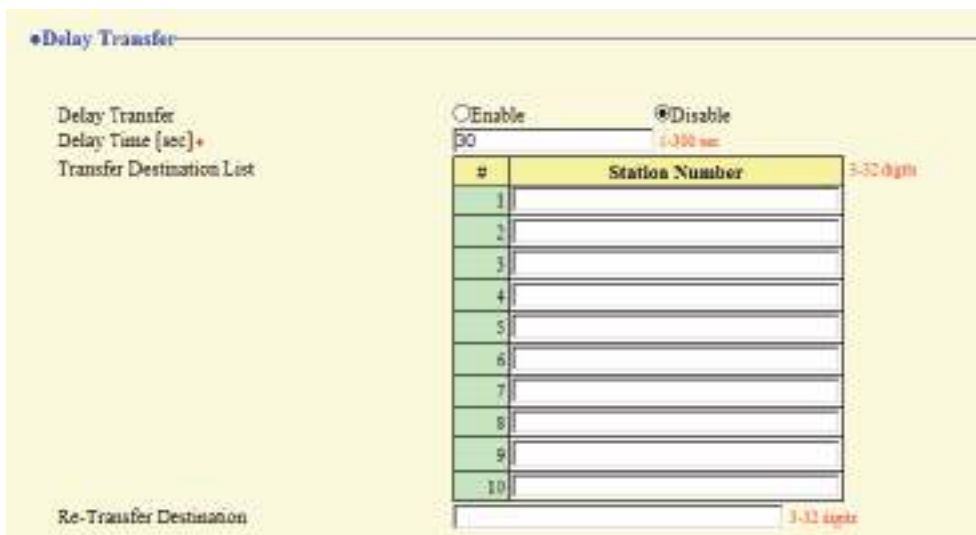 ●Delay Transfer
Delay Transfer ○Enable ◉Disable
Delay Time [sec]♦ 30 1-300 sec
Transfer Destination List # Station Number 3-32 digits
1
2
3
4
5
6
7
8
9
10
Re-Transfer Destination 3-32 digits